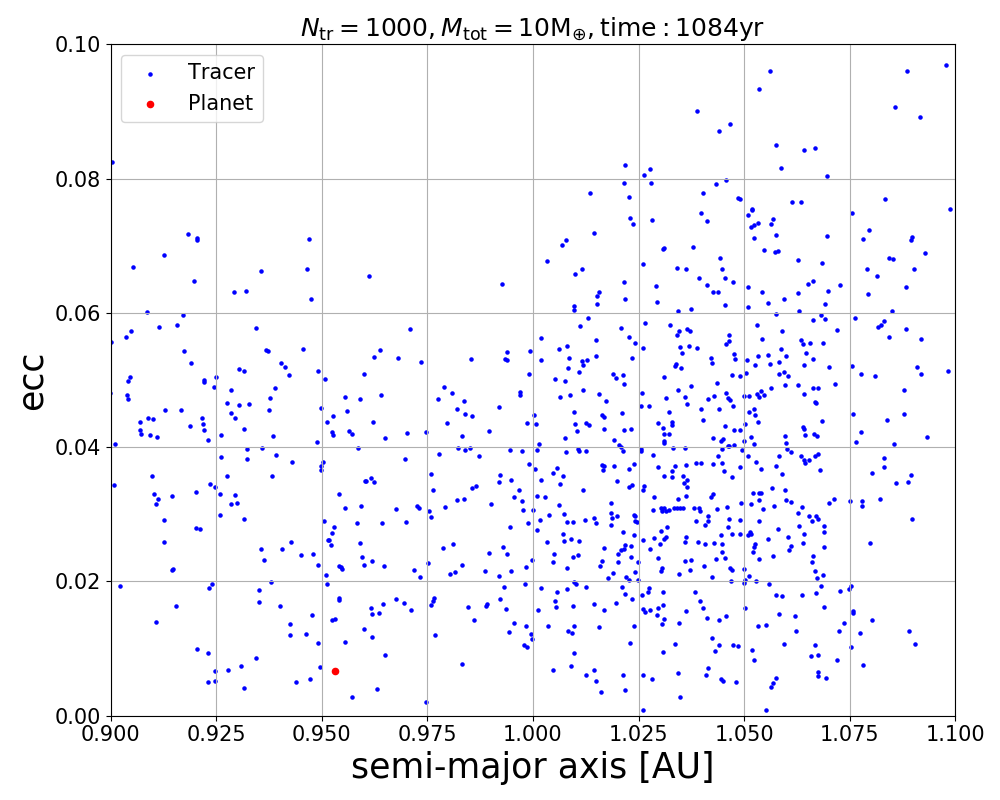 N_tr = 1000, M_tot = 10M_⊕, time : 1084yr
0.10
Tracer
Planet
0.08
0.06
ecc
0.04
0.02
0.00
0.900 0.925 0.950 0.975 1.000 1.025 1.050 1.075 1.100
semi-major axis [AU]